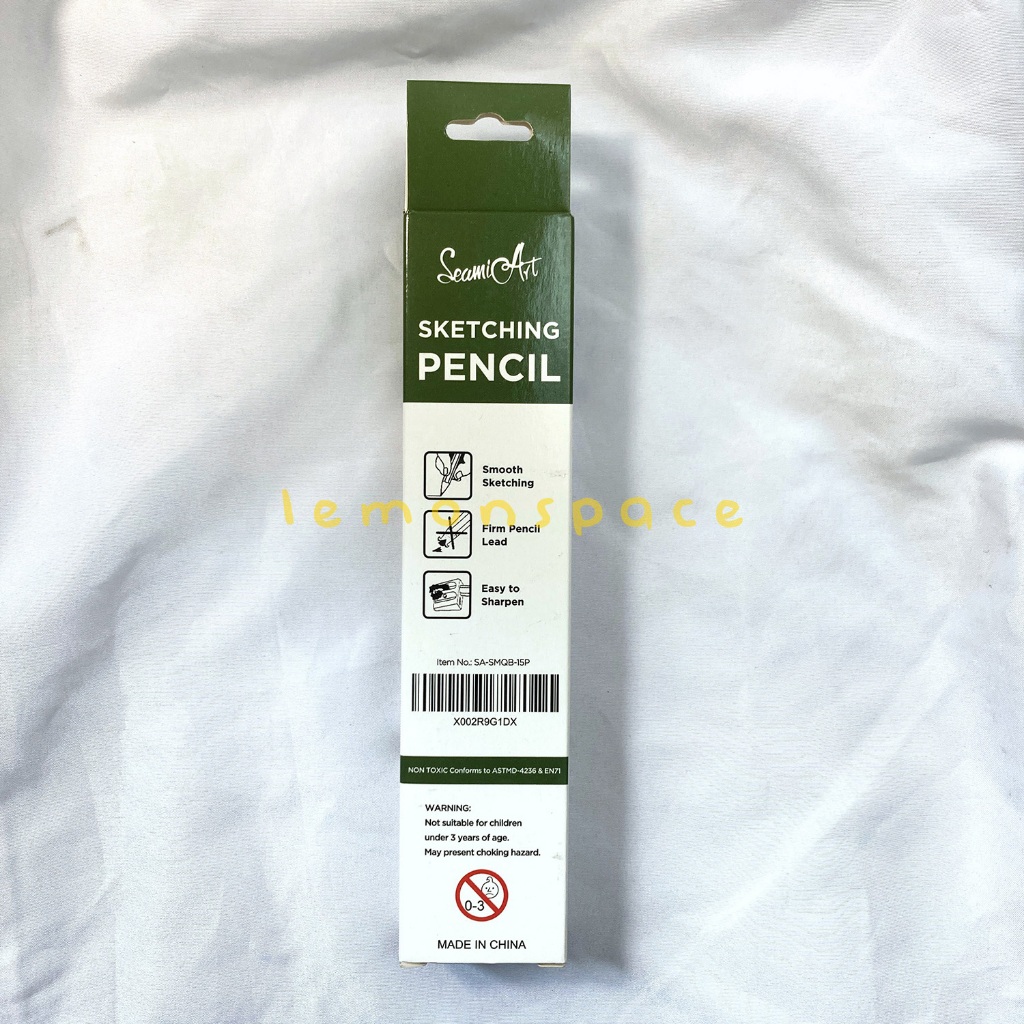 SeamiArt
SKETCHING
PENCIL
Smooth
Sketching
lemonspace
Firm Pencil
Lead
Easy to
Sharpen
Item No.: SA-SMQB-15P
X002R9G1DX
NON TOXIC Conforms to ASTMD-4236 & EN71
WARNING:
Not suitable for children
under 3 years of age.
May present choking hazard.
0-3
MADE IN CHINA